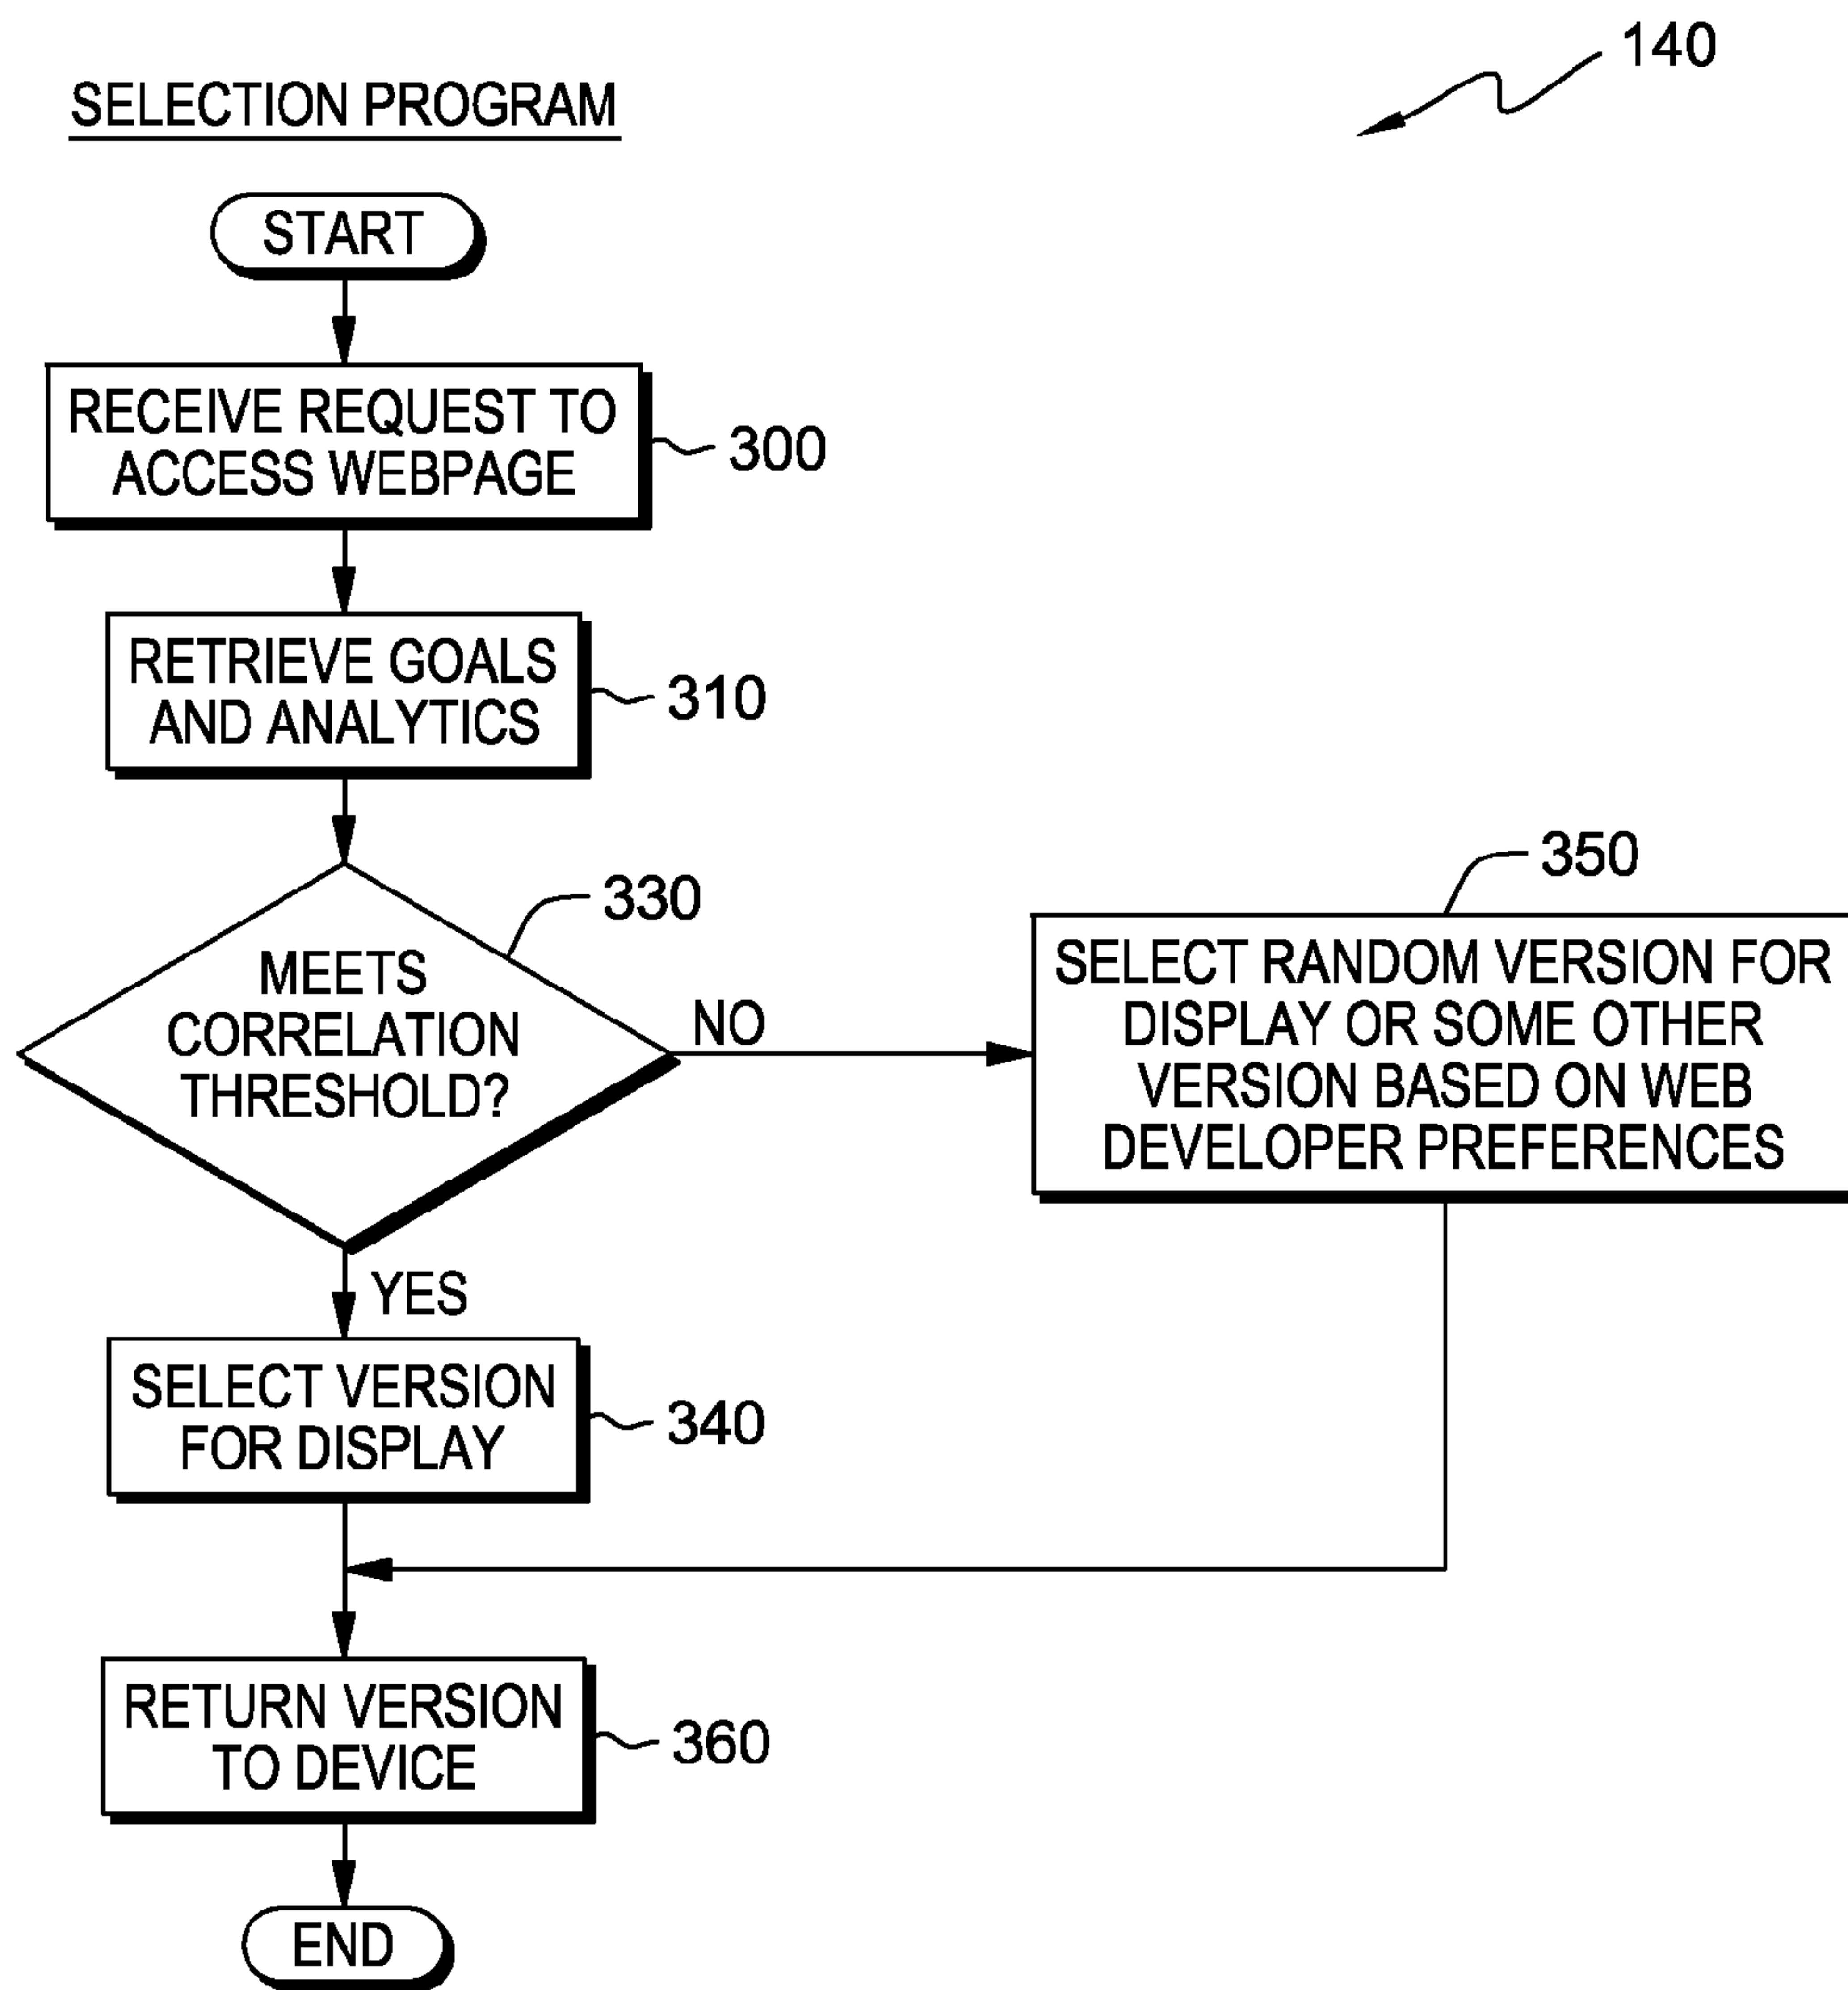 140
SELECTION PROGRAM
START
RECEIVE REQUEST TO
ACCESS WEBPAGE
300
RETRIEVE GOALS
AND ANALYTICS
310
330
MEETS
CORRELATION
THRESHOLD?
NO
350
SELECT RANDOM VERSION FOR
DISPLAY OR SOME OTHER
VERSION BASED ON WEB
DEVELOPER PREFERENCES
YES
SELECT VERSION
FOR DISPLAY
340
RETURN VERSION
TO DEVICE
360
END